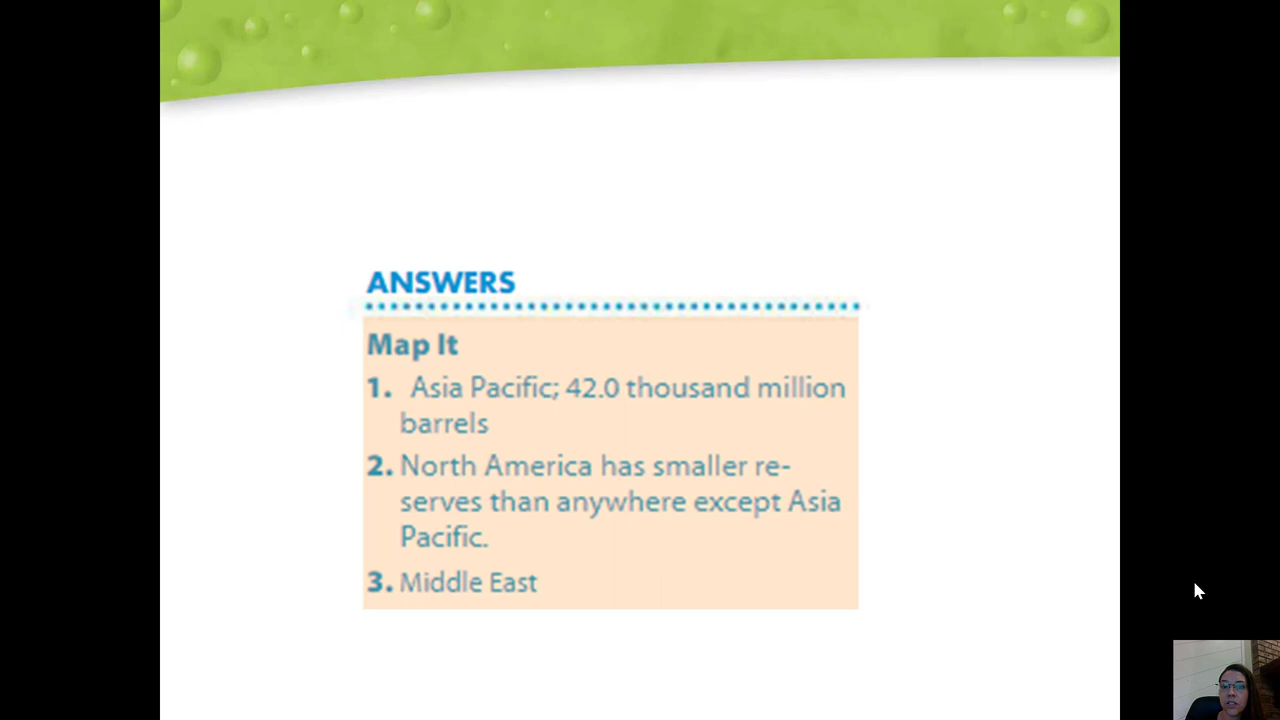 ANSWERS
Map It
1. Asia Pacific; 42.0 thousand million
barrels
2. North America has smaller re-
serves than anywhere except Asia
Pacific.
3. Middle East